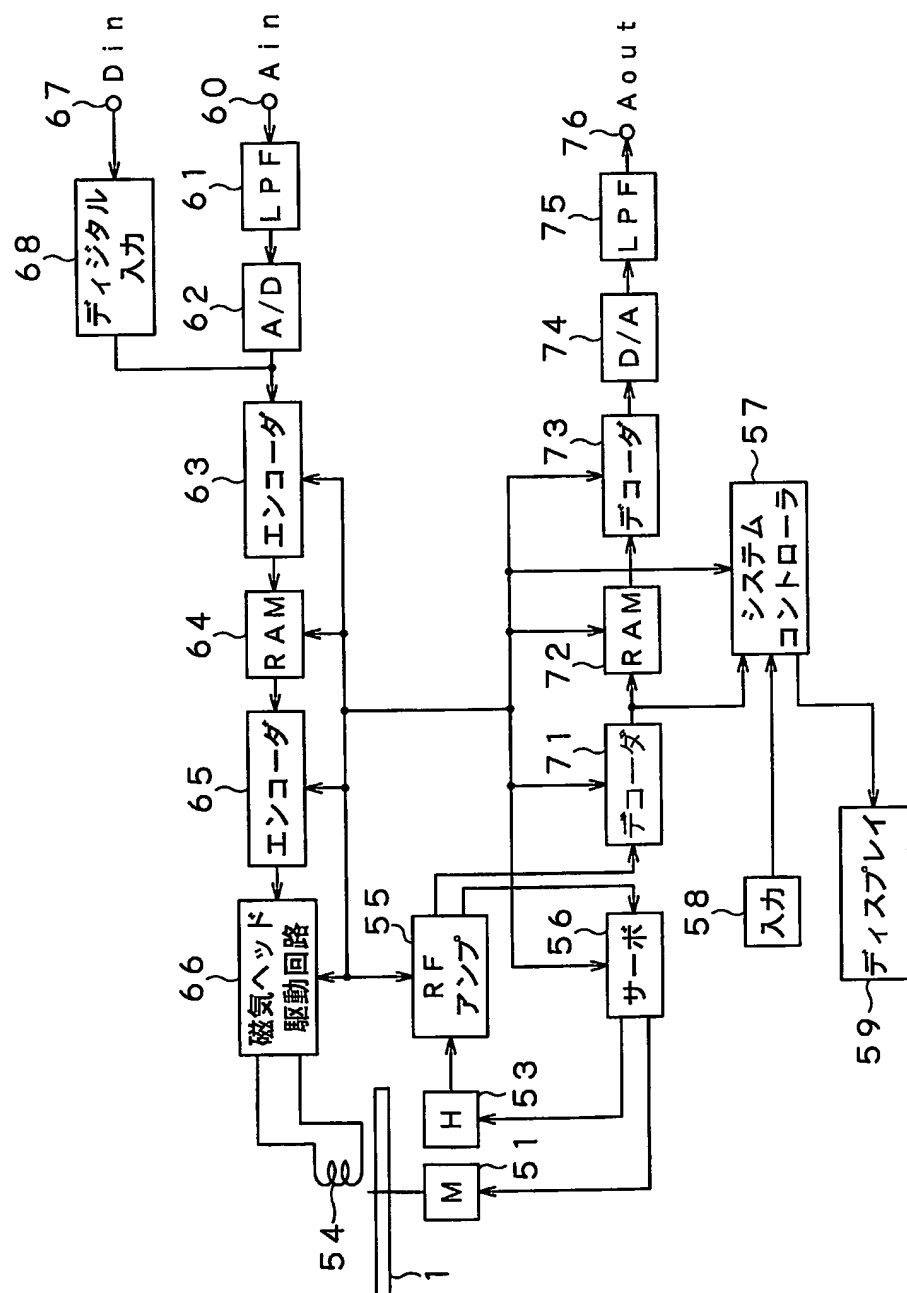 67
Din
68
ディジタル
入力
60
Ain
61
LPF
62
A/D
63
エンコーダ
64
RAM
65
エンコーダ
66
磁気ヘッド
駆動回路
54
1
55
RF
アンプ
53
H
51
M
56
サーボ
71
デコーダ
72
RAM
73
デコーダ
74
D/A
75
LPF
76
Aout
57
システム
コントローラ
58
入力
59
ディスプレイ